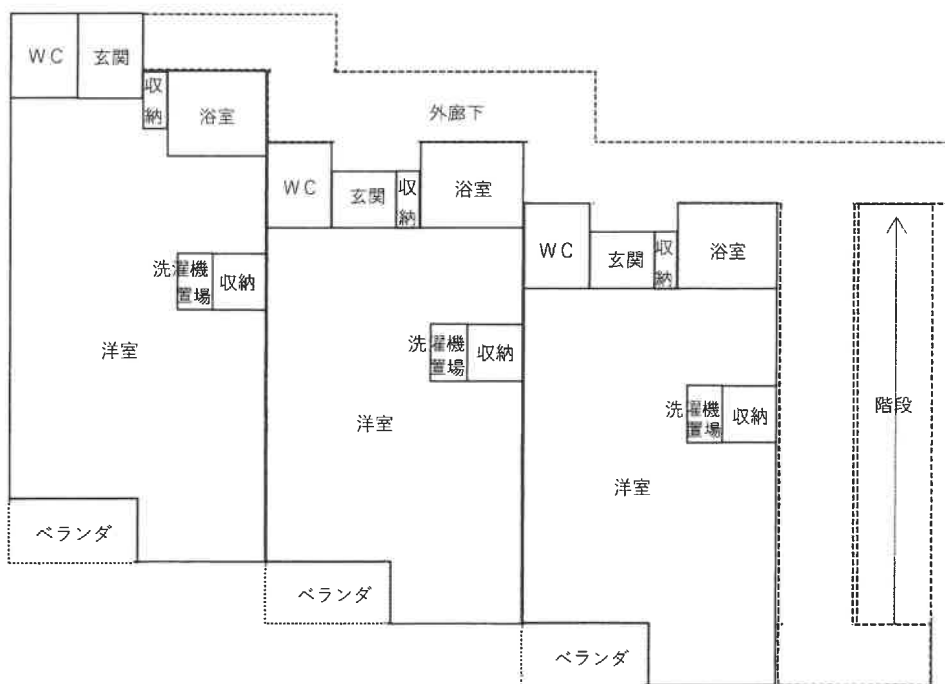 WC
玄関
収
納
浴室
外廊下
WC
玄関
収
納
浴室
WC
玄関
収
納
浴室
洗濯機
置場
収納
洋室
洗濯機
置場
収納
洋室
洗濯機
置場
収納
洋室
階段
ベランダ
ベランダ
ベランダ